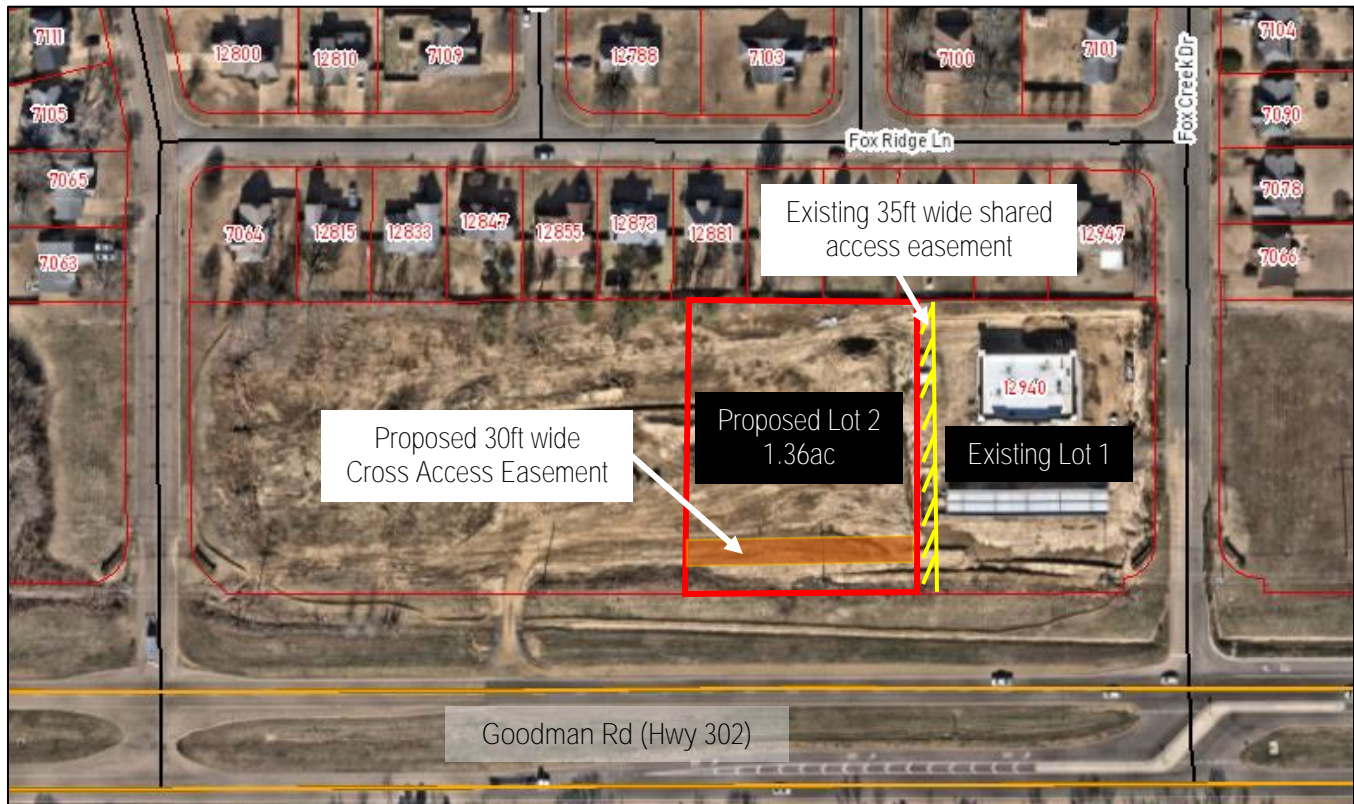 7111
12800
12810
7109
12788
7103
7100
7101
Fox Creek Dr
7104
7105
7090
Fox Ridge Ln
7065
7078
7064
12815
12833
12847
12855
12873
12881
Existing 35ft wide shared
access easement
12947
7066
7063
12940
Proposed Lot 2
1.36ac
Existing Lot 1
Proposed 30ft wide
Cross Access Easement
Goodman Rd (Hwy 302)